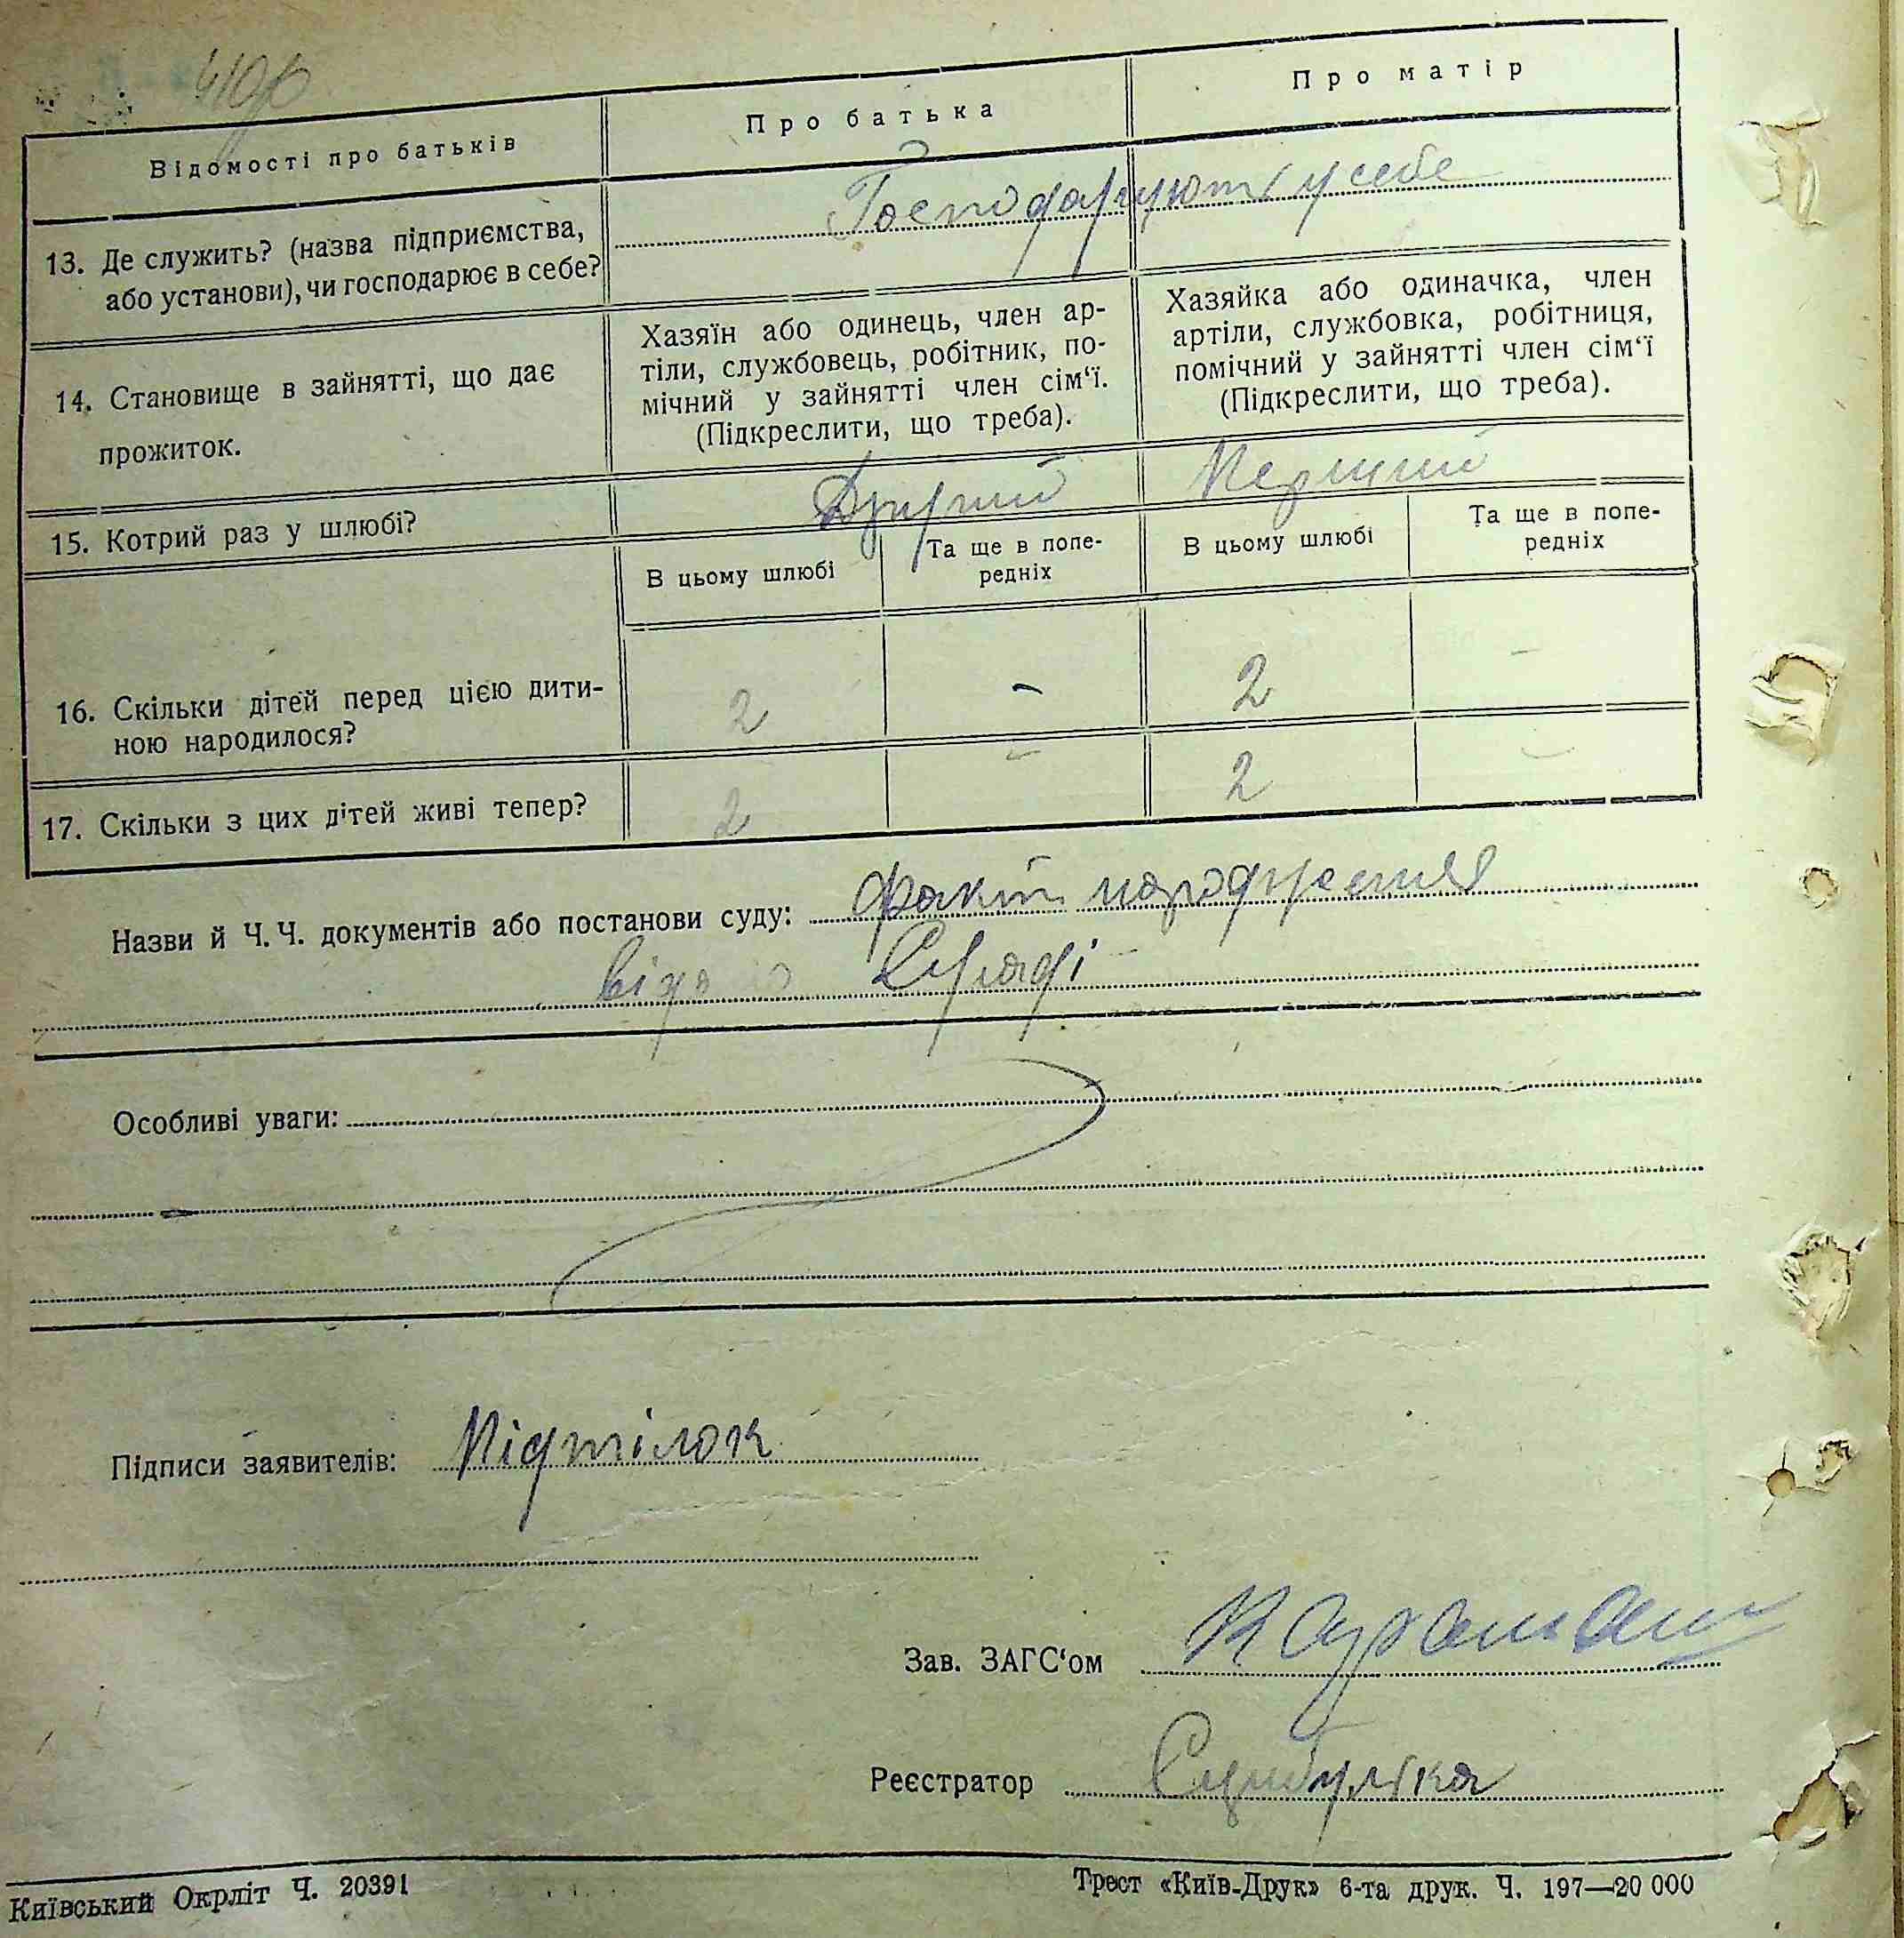 Відомості про батьків
Про батька
Про матір
13. Де служить? (назва підприємства,
або установи), чи господарює в себе?
Господарують у себе
14. Становище в зайнятті, що дає
прожиток.
Хазяїн або одинець, член ар-
тіли, службовець, робітник, по-
мічний у зайнятті член сім‘ї.
(Підкреслити, що треба).
Хазяйка або одиначка, член
артіли, службовка, робітниця,
помічний у зайнятті член сім‘ї
(Підкреслити, що треба).
15. Котрий раз у шлюбі?
Другий
Перший
В цьому шлюбі
Та ще в попе-
редніх
В цьому шлюбі
Та ще в попе-
редніх
16. Скільки дітей перед цією дити-
ною народилося?
2 - 2 -
17. Скільки з цих дітей живі тепер?
2 - 2 -
Назви й Ч. Ч. документів або постанови суду: факт народження
Особливі уваги:
Підписи заявителів: Підтілок
Зав. ЗАГС‘ом
Реєстратор
Київський Окрліт Ч. 20391
Трест «Київ-Друк» 6-та друк. Ч. 197—20 000